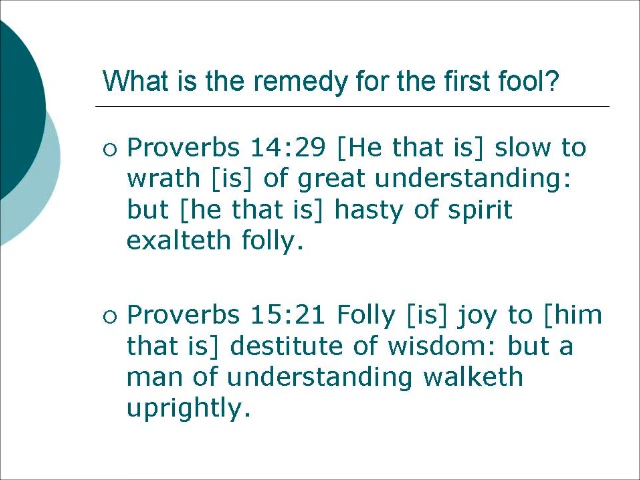 What is the remedy for the first fool?
Proverbs 14:29 [He that is] slow to
wrath [is] of great understanding:
but [he that is] hasty of spirit
exalteth folly.
Proverbs 15:21 Folly [is] joy to [him
that is] destitute of wisdom: but a
man of understanding walketh
uprightly.